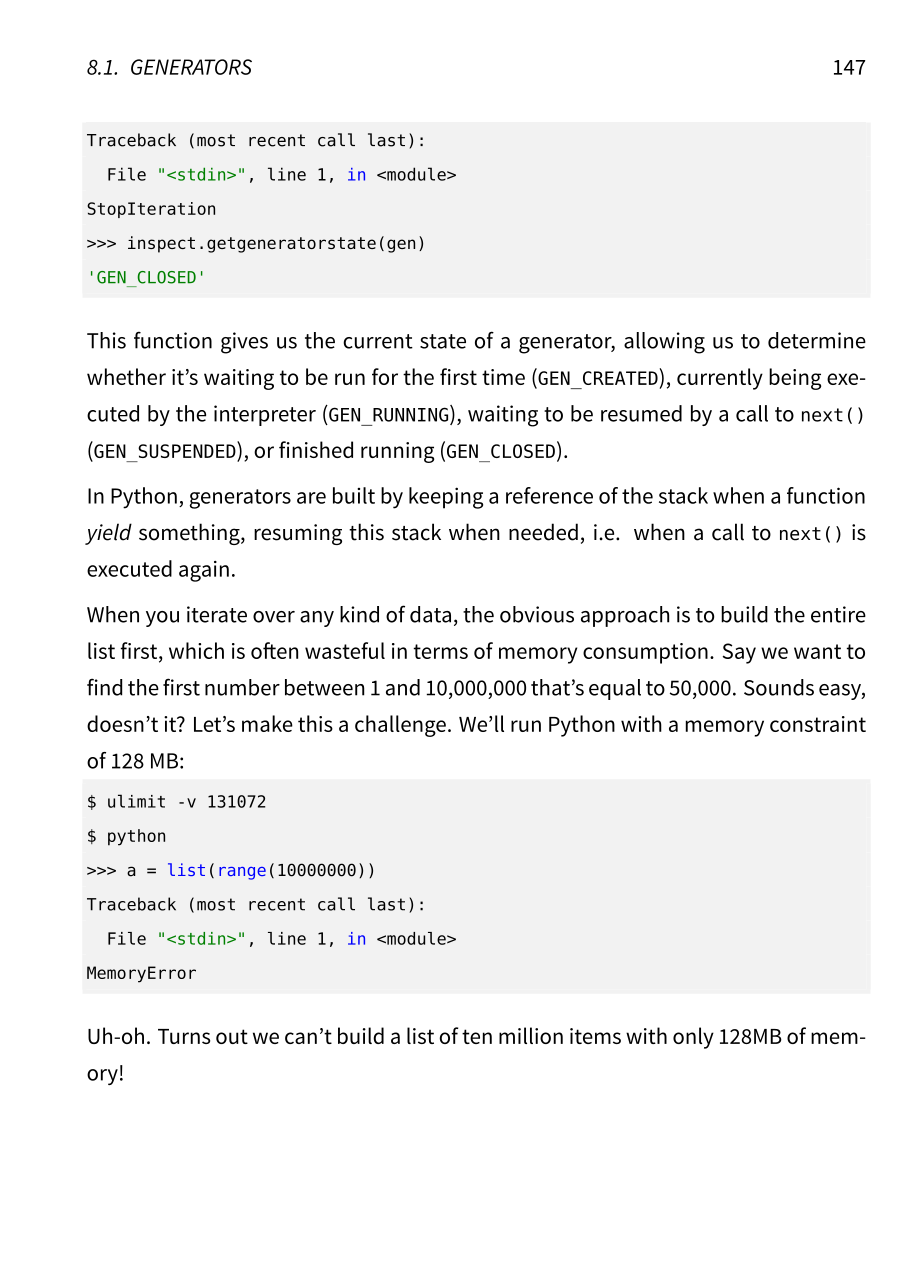 8.1. GENERATORS 147
Traceback (most recent call last):
  File "<stdin>", line 1, in <module>
StopIteration
>>> inspect.getgeneratorstate(gen)
'GEN_CLOSED'
This function gives us the current state of a generator, allowing us to determine
whether it’s waiting to be run for the first time (GEN_CREATED), currently being exe-
cuted by the interpreter (GEN_RUNNING), waiting to be resumed by a call to next()
(GEN_SUSPENDED), or finished running (GEN_CLOSED).
In Python, generators are built by keeping a reference of the stack when a function
yield something, resuming this stack when needed, i.e. when a call to next() is
executed again.
When you iterate over any kind of data, the obvious approach is to build the entire
list first, which is often wasteful in terms of memory consumption. Say we want to
find the first number between 1 and 10,000,000 that’s equal to 50,000. Sounds easy,
doesn’t it? Let’s make this a challenge. We’ll run Python with a memory constraint
of 128 MB:
$ ulimit -v 131072
$ python
>>> a = list(range(10000000))
Traceback (most recent call last):
  File "<stdin>", line 1, in <module>
MemoryError
Uh-oh. Turns out we can’t build a list of ten million items with only 128MB of mem-
ory!